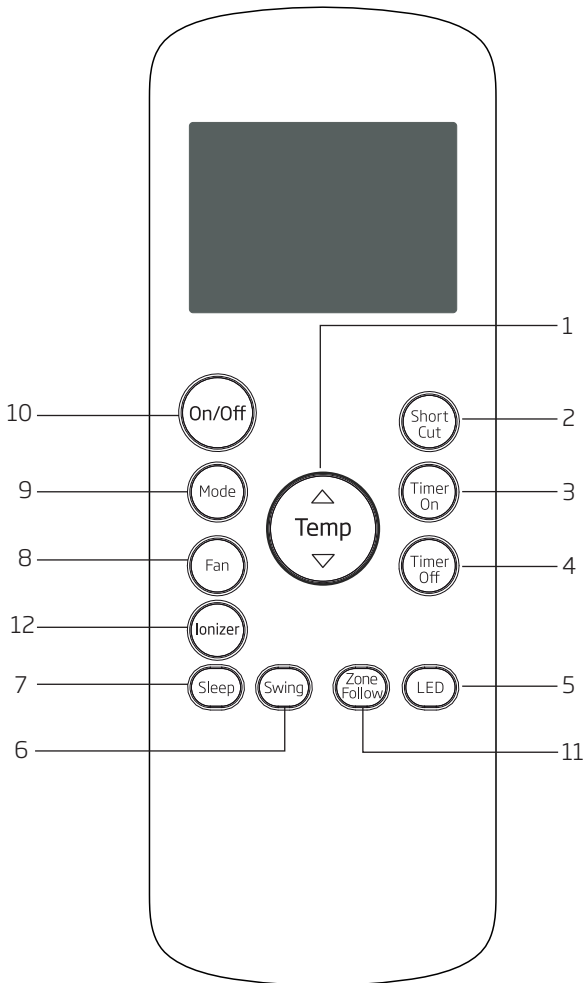 1
10
On/Off
Short
Cut
2
9
Mode
Temp
Timer
On
3
8
Fan
Timer
Off
4
12
Ionizer
7
Sleep
Swing
Zone
Follow
LED
5
6
11